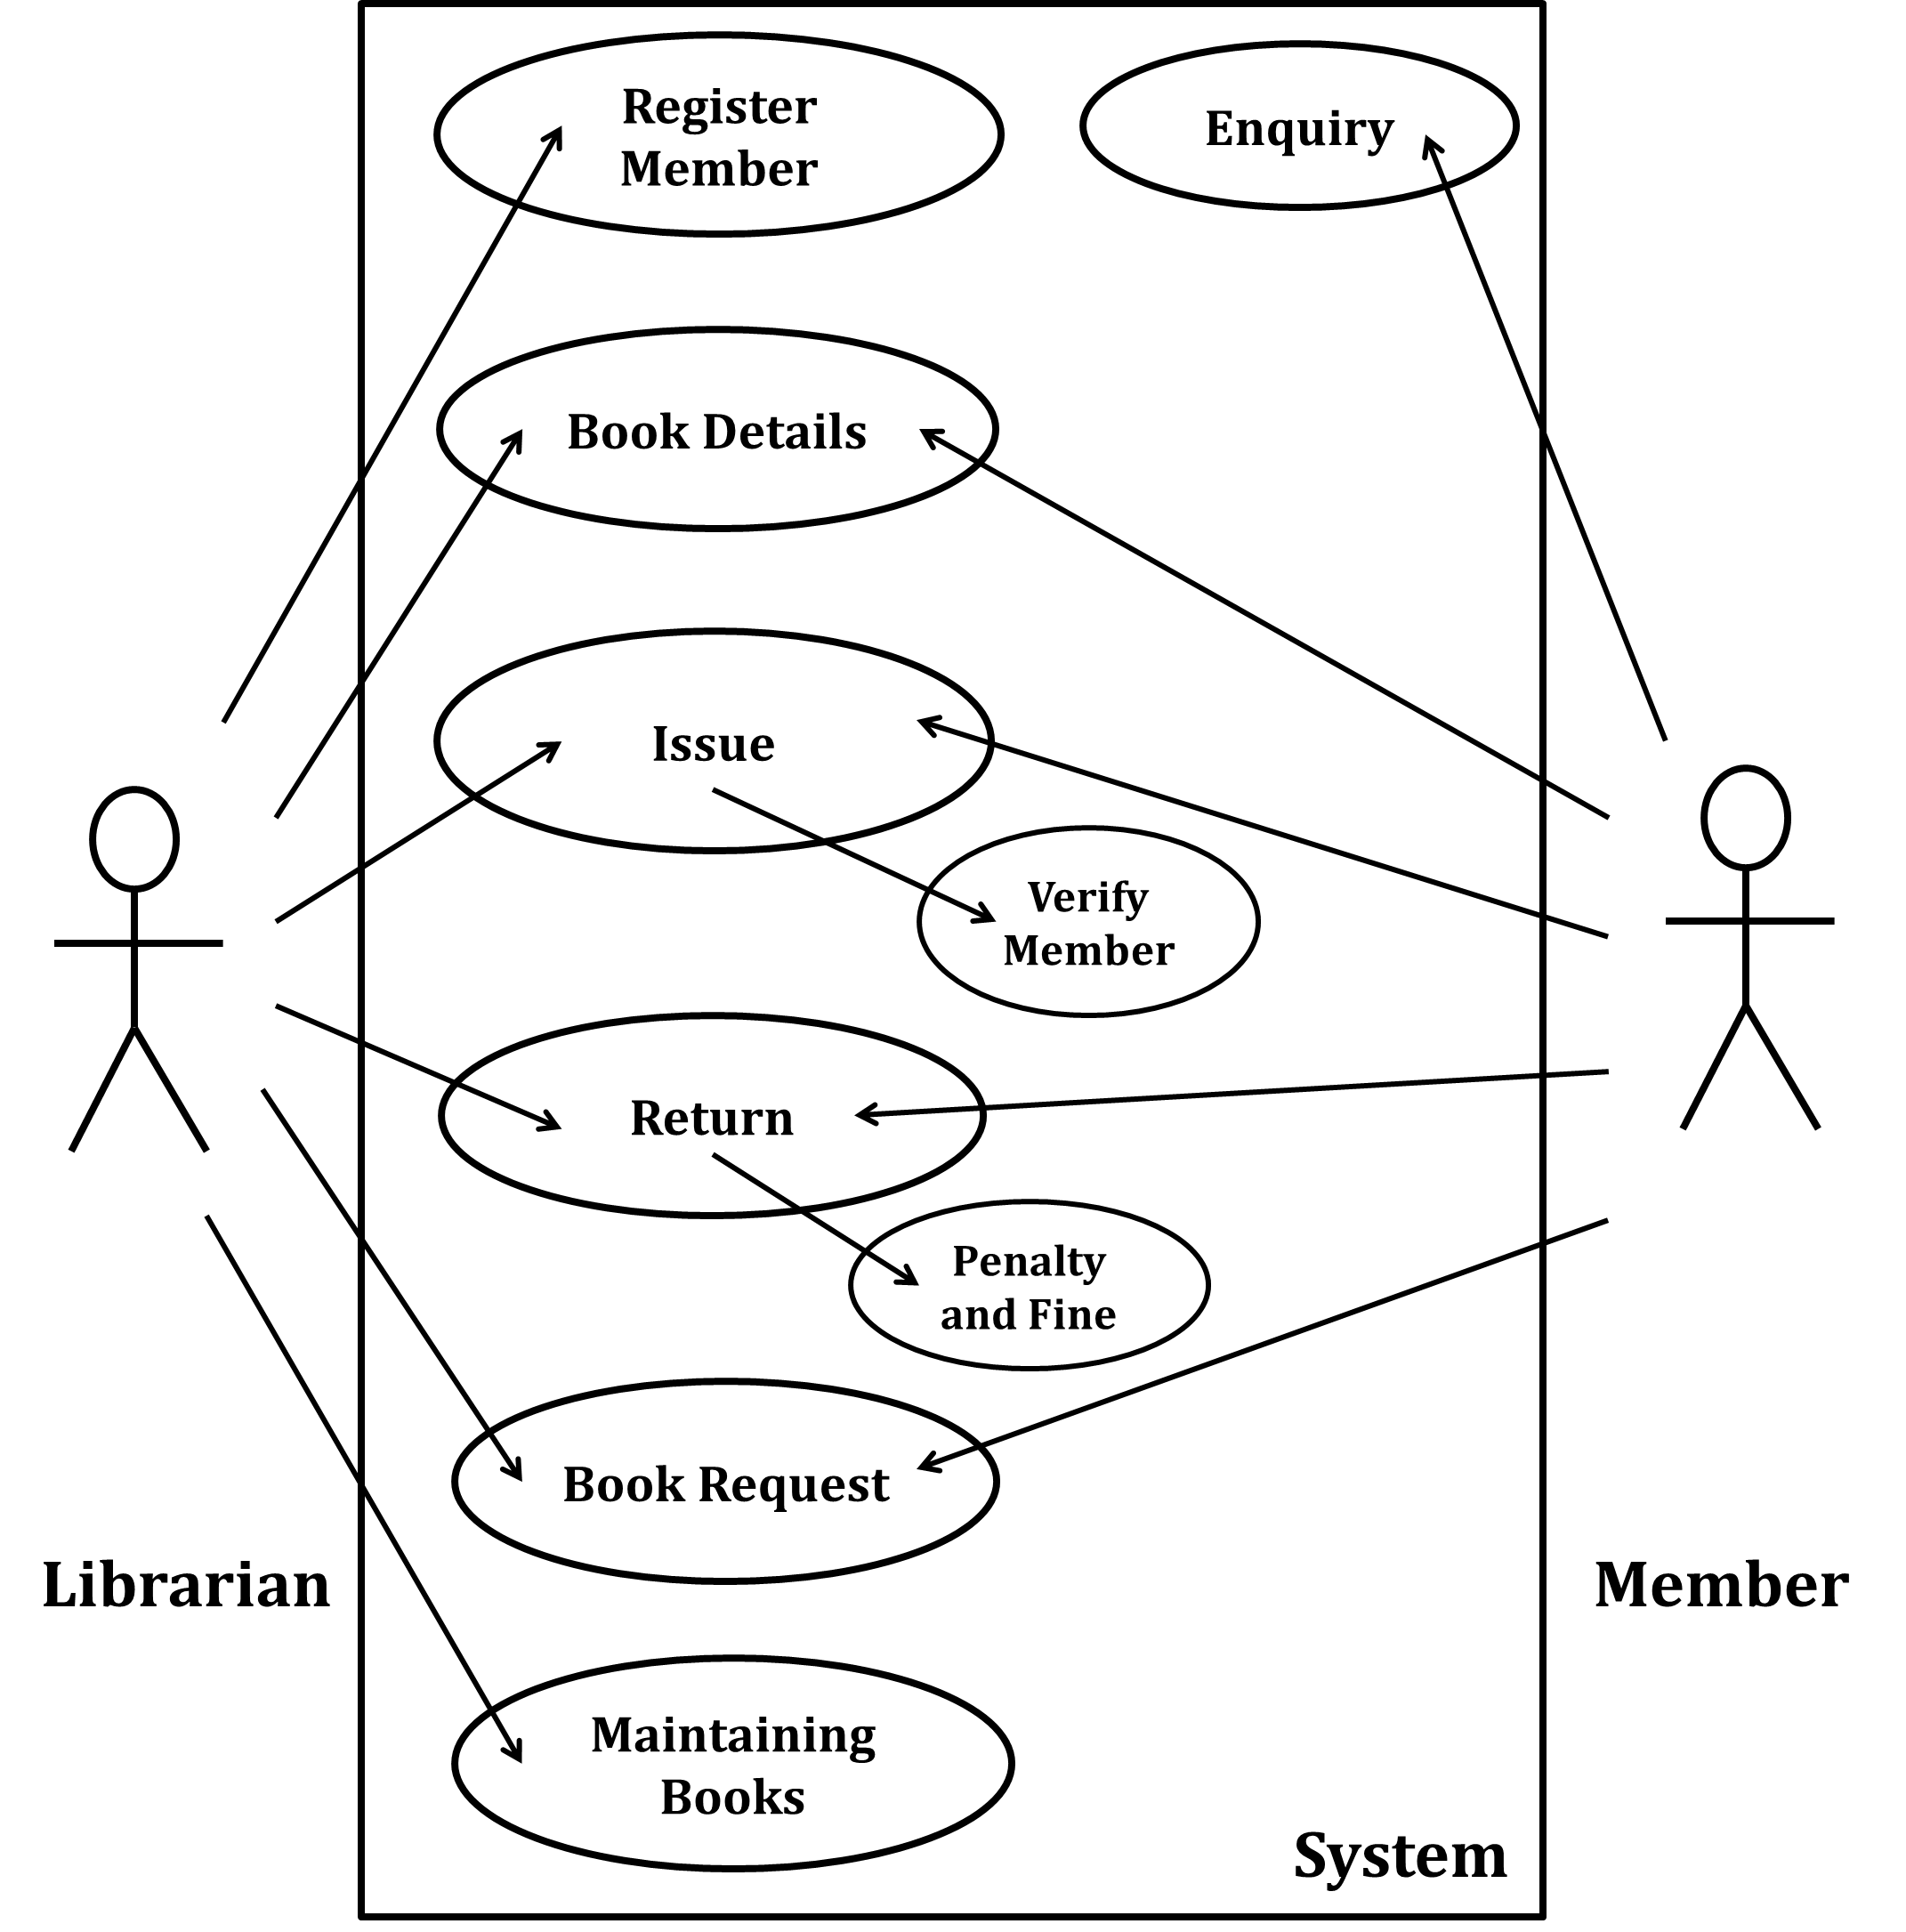 Register
Member
Enquiry
Book Details
Issue
Verify
Member
Return
Penalty
and Fine
Book Request
Librarian
Member
Maintaining
Books
System